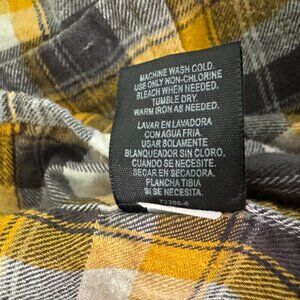 MACHINE WASH COLD.
USE ONLY NON-CHLORINE
BLEACH WHEN NEEDED.
TUMBLE DRY.
WARM IRON AS NEEDED.
LAVAR EN LAVADORA
CON AGUA FRIA.
USAR SOLAMENTE
BLANQUEADOR SIN CLORO.
CUANDO SE NECESITE.
SECAR EN SECADORA.
PLANCHA TIBIA
SI SE NECESITA.
72396-6